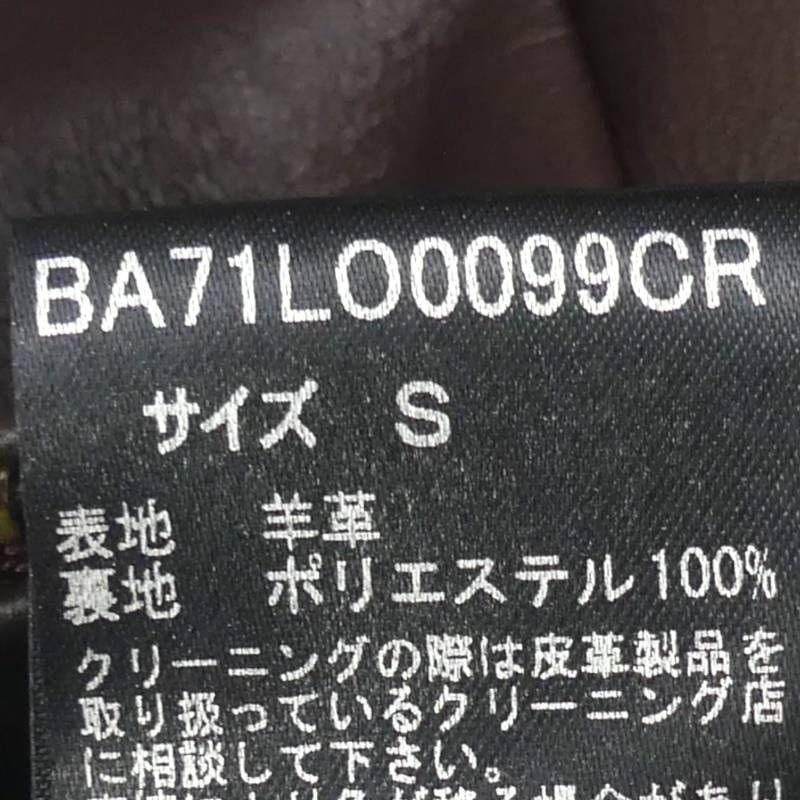 BA71LO0099CR
サイズ S
表地 羊革
裏地 ポリエステル100%
クリーニングの際は皮革製品を
取り扱っているクリーニング店
に相談して下さい。